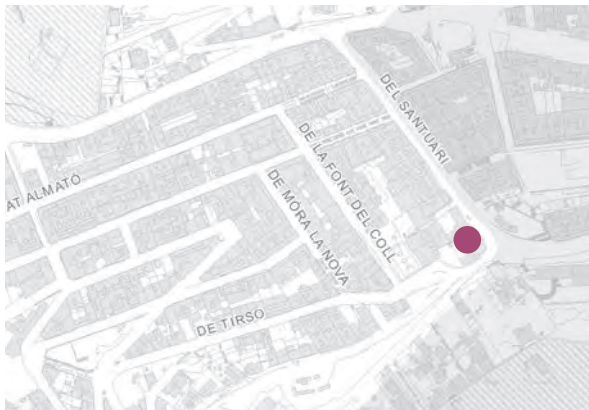 DEL SANTUARI
DE LA FONT DEL COLL
AT ALMATÓ
DE MÓRA LA NOVA
DE TIRSO